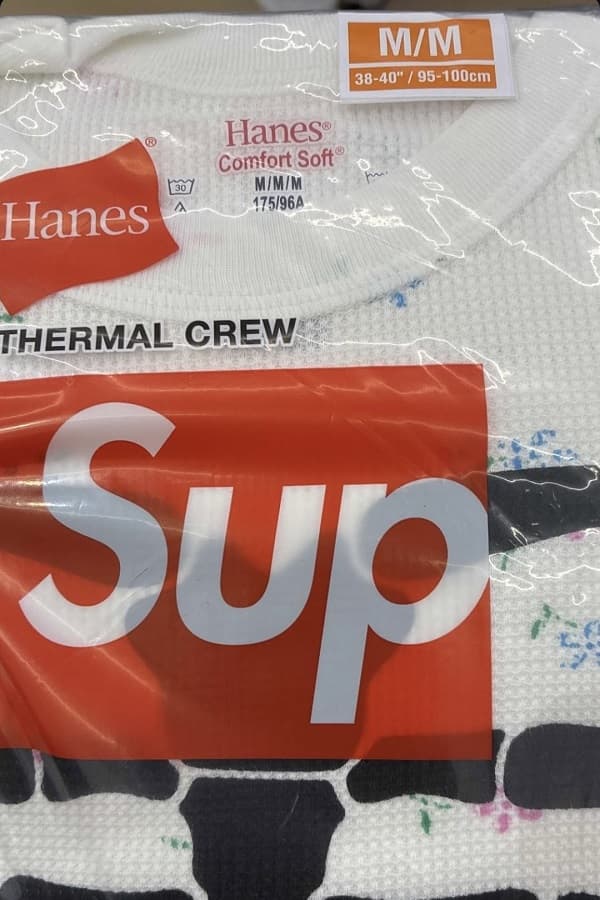 M/M
38-40" / 95-100cm
Hanes®
Comfort Soft®
M/M/M
175/96A
30
®
Hanes
THERMAL CREW
Sup